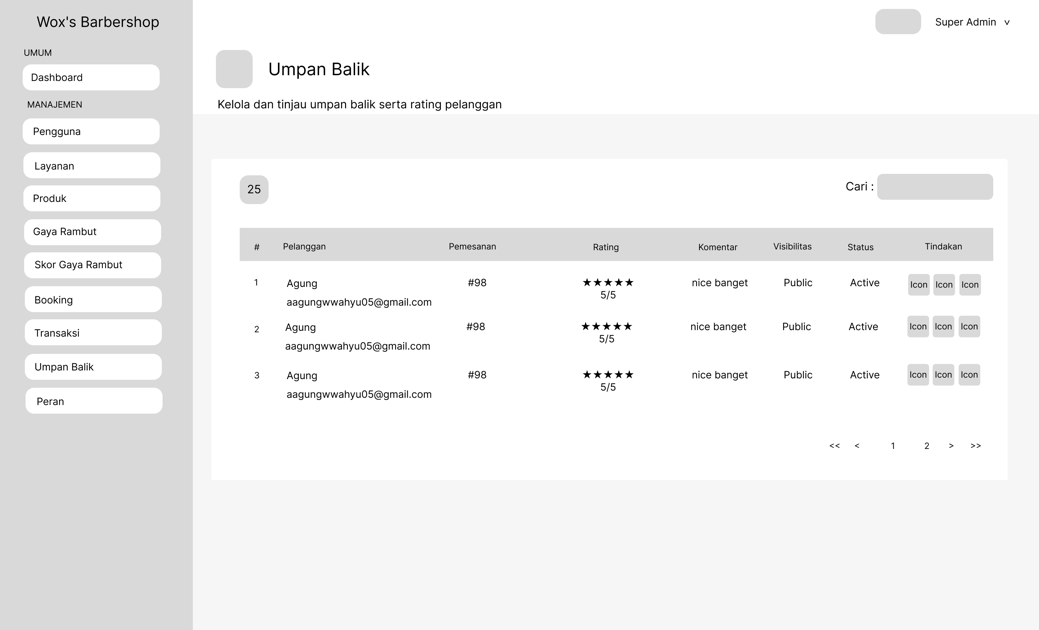 Wox's Barbershop
UMUM
Dashboard
MANAJEMEN
Pengguna
Layanan
Produk
Gaya Rambut
Skor Gaya Rambut
Booking
Transaksi
Umpan Balik
Peran
Super Admin v
Umpan Balik
Kelola dan tinjau umpan balik serta rating pelanggan
25
Cari :
# Pelanggan Pemesanan Rating Komentar Visibilitas Status Tindakan
1 Agung #98 ★★★★★ nice banget Public Active Icon Icon Icon
aagungwwahyu05@gmail.com 5/5
2 Agung #98 ★★★★★ nice banget Public Active Icon Icon Icon
aagungwwahyu05@gmail.com 5/5
3 Agung #98 ★★★★★ nice banget Public Active Icon Icon Icon
aagungwwahyu05@gmail.com 5/5
<< < 1 2 > >>